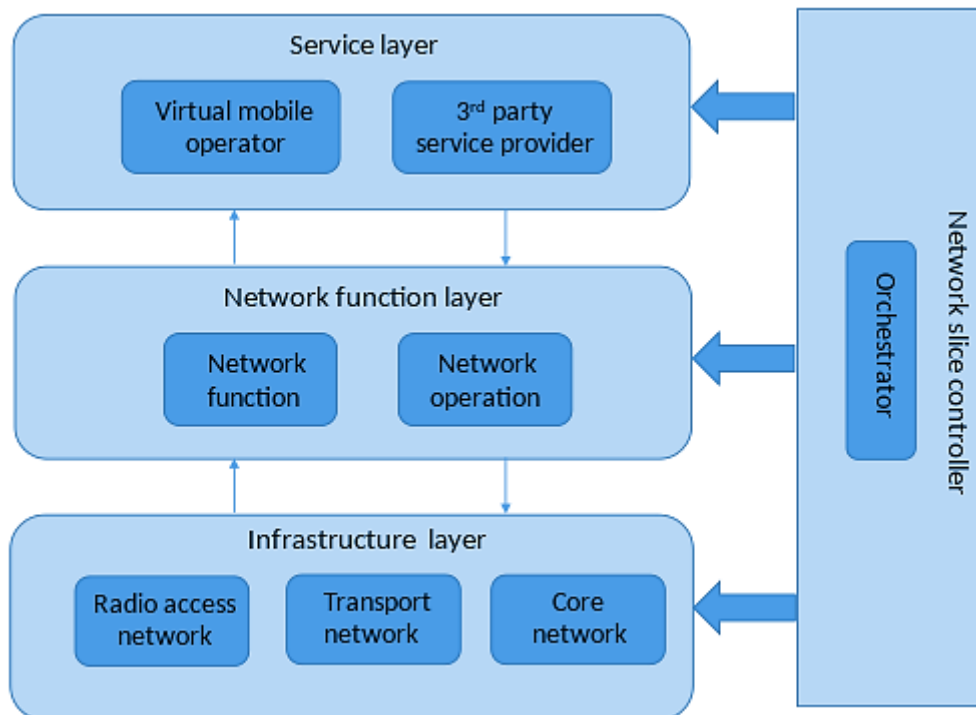 Service layer
Virtual mobile
operator
3rd party
service provider
Network function layer
Network
function
Network
operation
Infrastructure layer
Radio access
network
Transport
network
Core
network
Orchestrator
Network slice controller